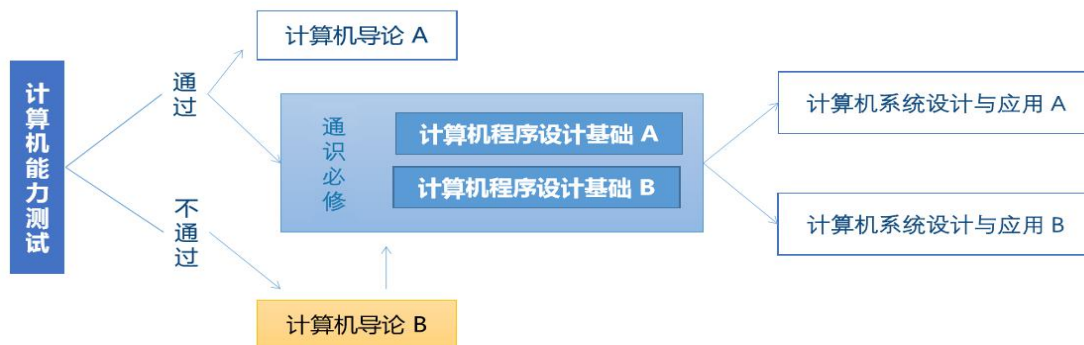 计算机能力测试
通过
不通过
计算机导论 A
通识必修
计算机程序设计基础 A
计算机程序设计基础 B
计算机导论 B
计算机系统设计与应用 A
计算机系统设计与应用 B